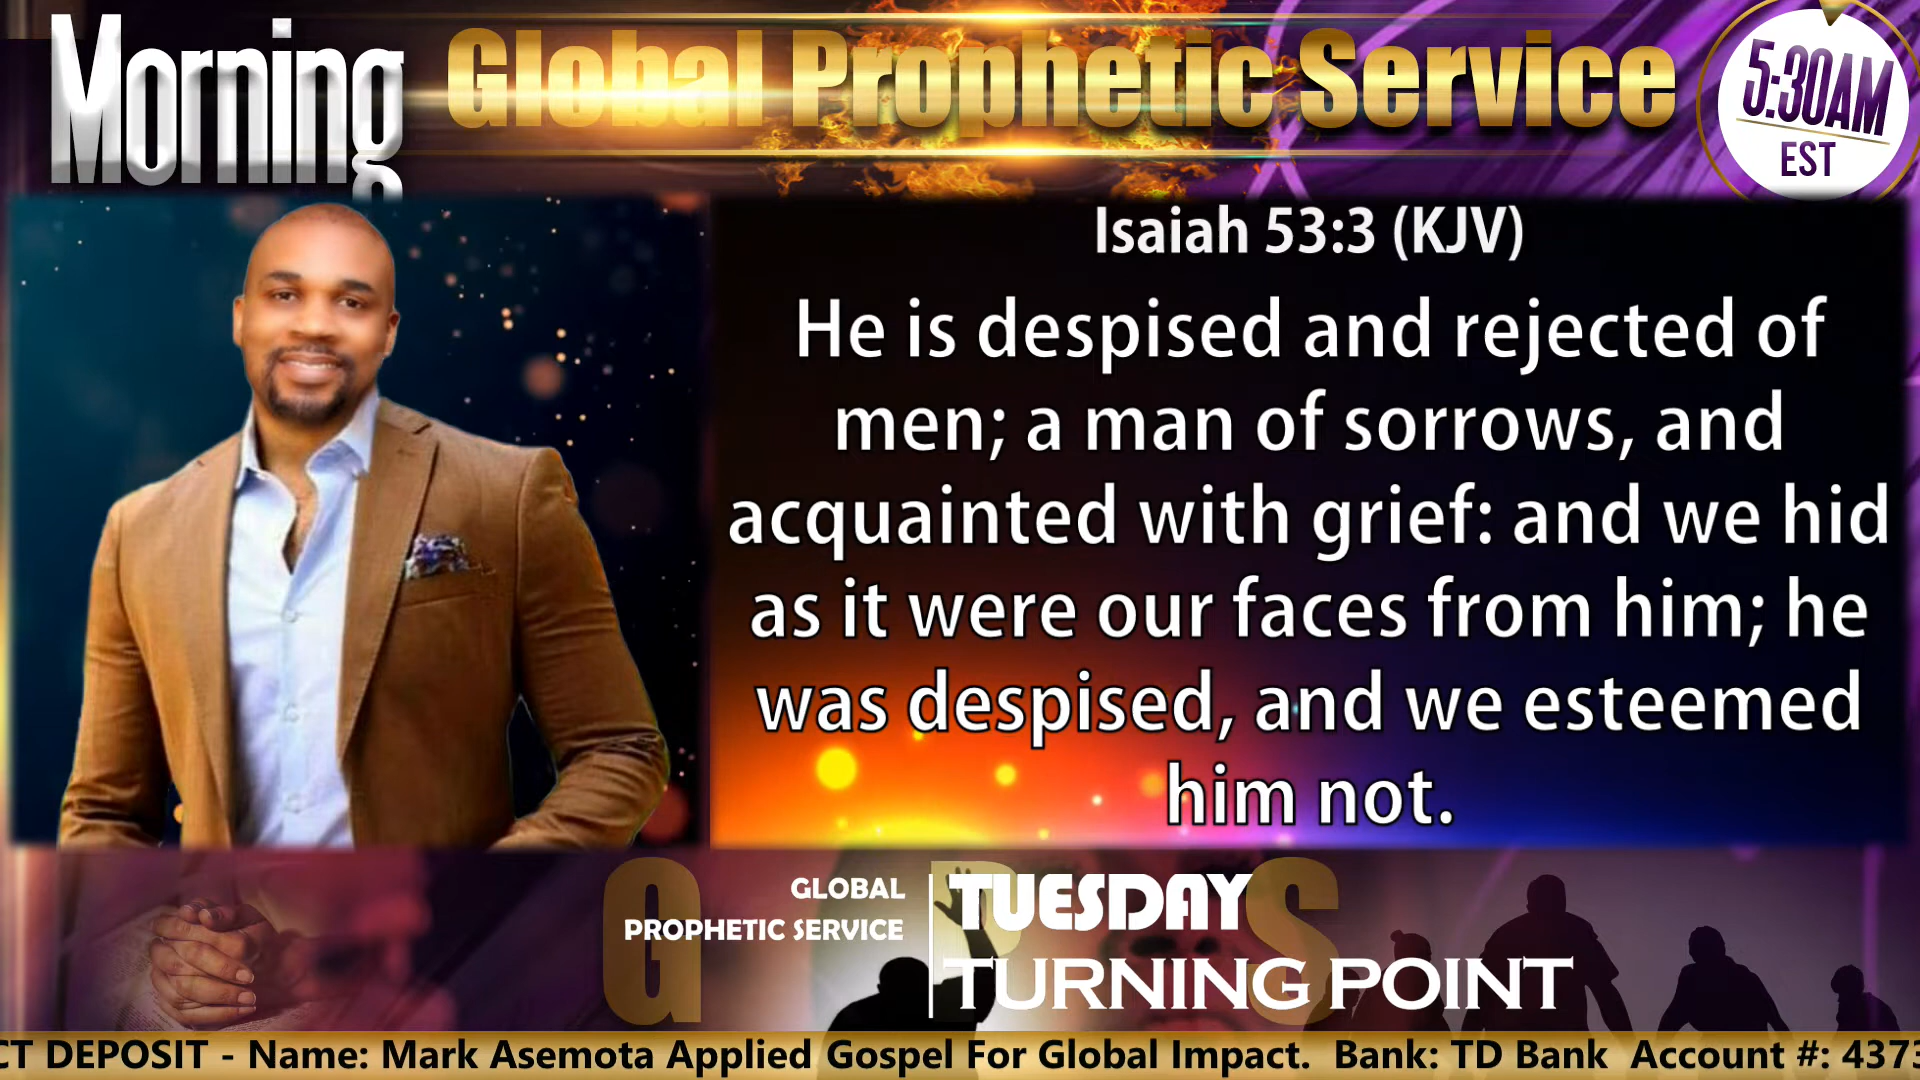 Morning
Global Prophetic Service
5:30AM
EST
Isaiah 53:3 (KJV)
He is despised and rejected of
men; a man of sorrows, and
acquainted with grief: and we hid
as it were our faces from him; he
was despised, and we esteemed
him not.
GPS
GLOBAL
PROPHETIC SERVICE
TUESDAY
TURNING POINT
CT DEPOSIT - Name: Mark Asemota Applied Gospel For Global Impact. Bank: TD Bank Account #: 4373